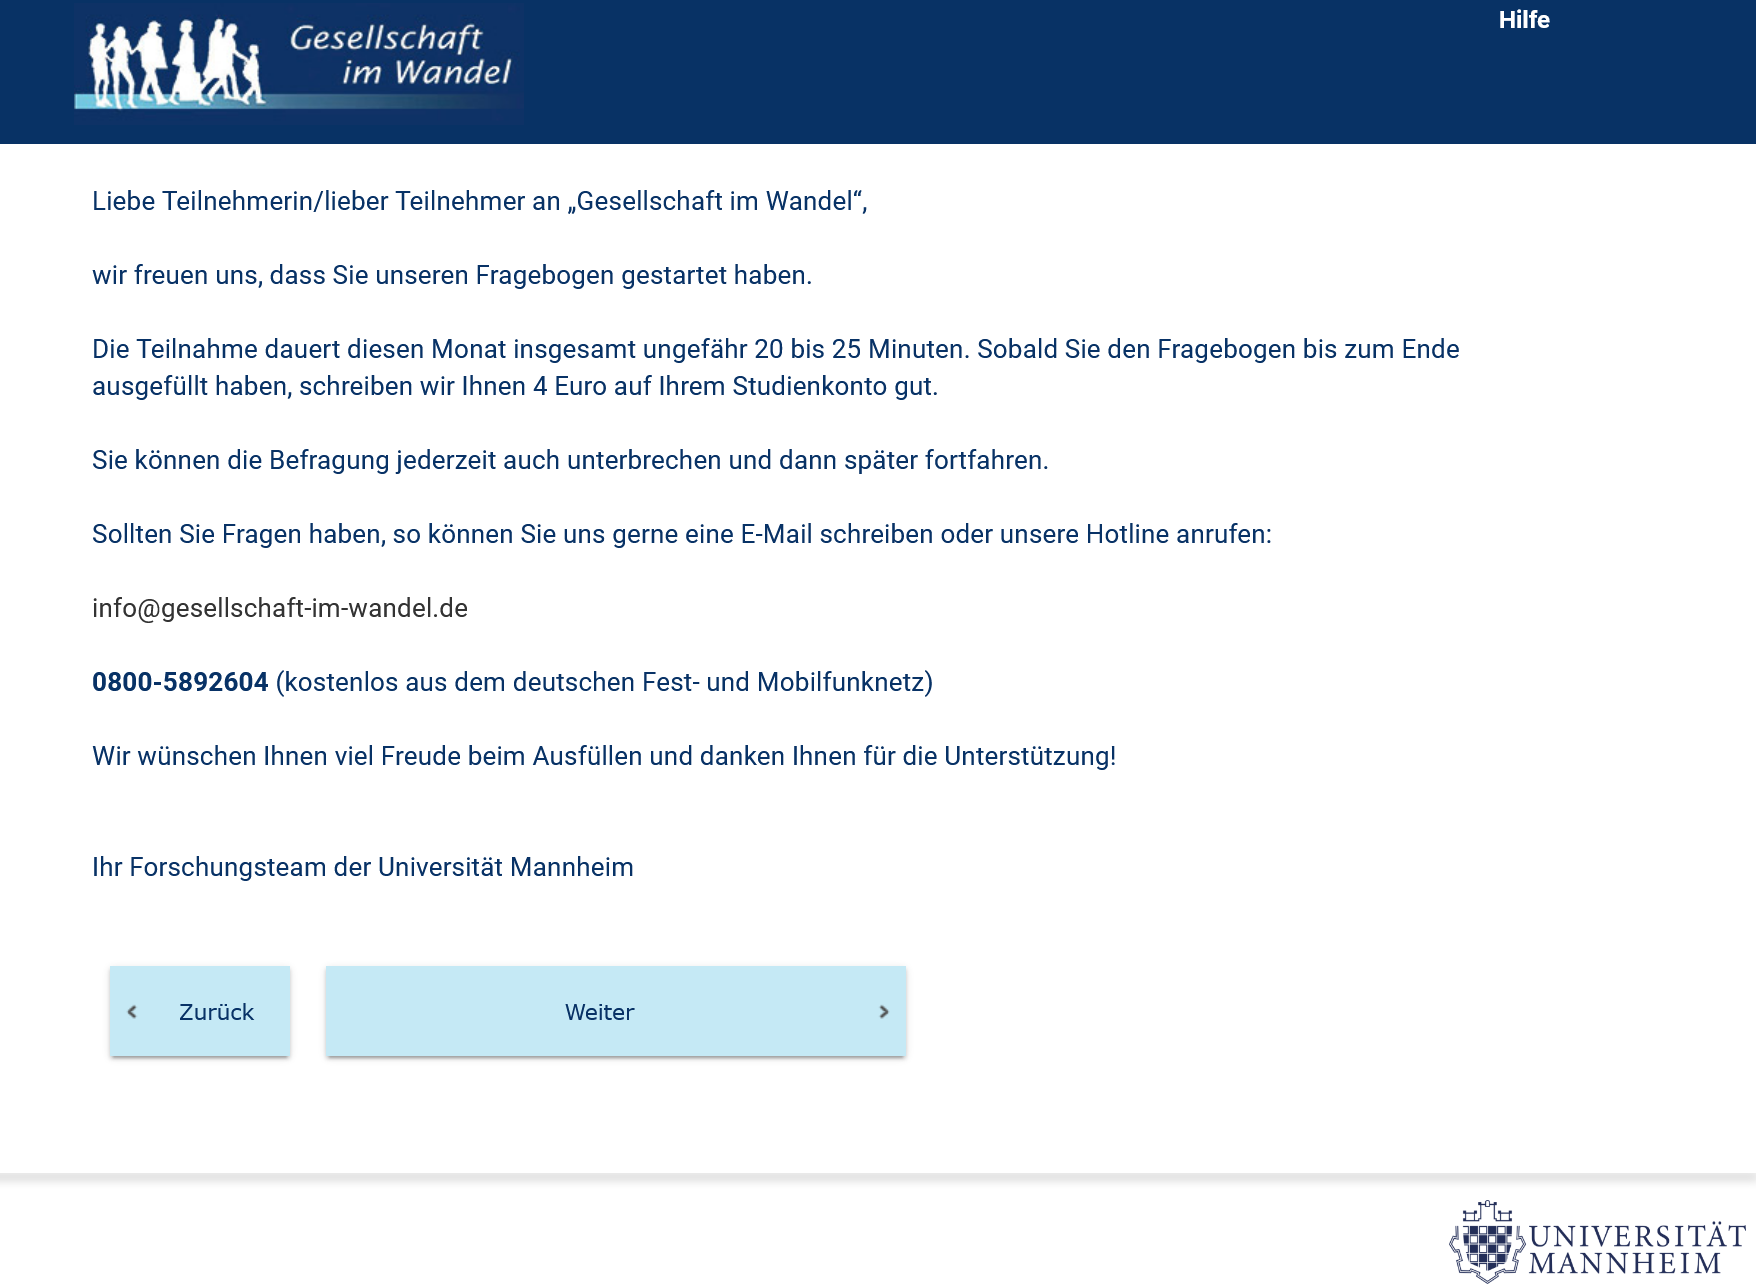 Gesellschaft
im Wandel
Hilfe
Liebe Teilnehmerin/lieber Teilnehmer an „Gesellschaft im Wandel“,
wir freuen uns, dass Sie unseren Fragebogen gestartet haben.
Die Teilnahme dauert diesen Monat insgesamt ungefähr 20 bis 25 Minuten. Sobald Sie den Fragebogen bis zum Ende
ausgefüllt haben, schreiben wir Ihnen 4 Euro auf Ihrem Studienkonto gut.
Sie können die Befragung jederzeit auch unterbrechen und dann später fortfahren.
Sollten Sie Fragen haben, so können Sie uns gerne eine E-Mail schreiben oder unsere Hotline anrufen:
info@gesellschaft-im-wandel.de
0800-5892604 (kostenlos aus dem deutschen Fest- und Mobilfunknetz)
Wir wünschen Ihnen viel Freude beim Ausfüllen und danken Ihnen für die Unterstützung!
Ihr Forschungsteam der Universität Mannheim
Zurück
Weiter
UNIVERSITÄT
MANNHEIM